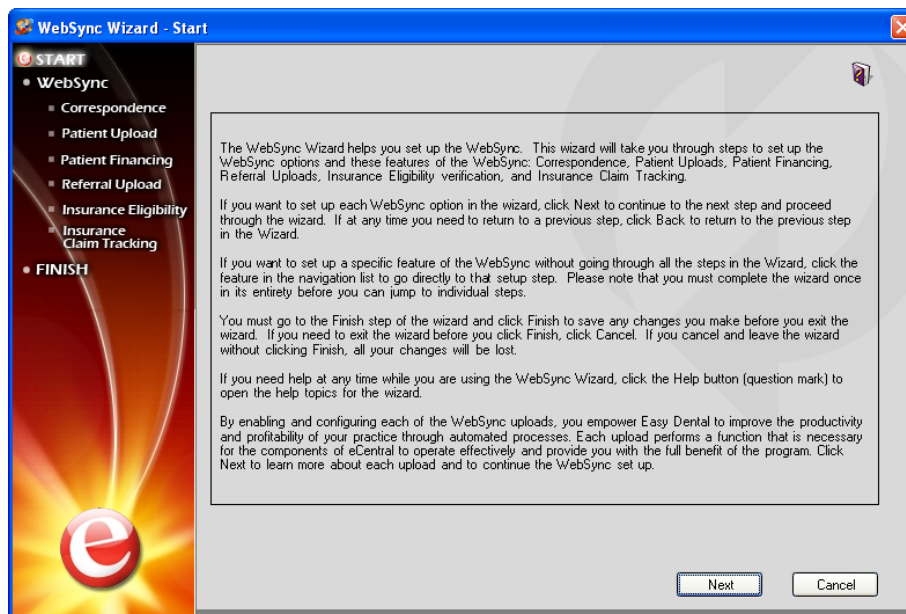 WebSync Wizard - Start
START
WebSync
Correspondence
Patient Upload
Patient Financing
Referral Upload
Insurance Eligibility
Insurance
Claim Tracking
FINISH
The WebSync Wizard helps you set up the WebSync. This wizard will take you through steps to set up the
WebSync options and these features of the WebSync: Correspondence, Patient Uploads, Patient Financing,
Referral Uploads, Insurance Eligibility verification, and Insurance Claim Tracking.
If you want to set up each WebSync option in the wizard, click Next to continue to the next step and proceed
through the wizard. If at any time you need to return to a previous step, click Back to return to the previous step
in the Wizard.
If you want to set up a specific feature of the WebSync without going through all the steps in the Wizard, click the
feature in the navigation list to go directly to that setup step. Please note that you must complete the wizard once
in its entirety before you can jump to individual steps.
You must go to the Finish step of the wizard and click Finish to save any changes you make before you exit the
wizard. If you need to exit the wizard before you click Finish, click Cancel. If you cancel and leave the wizard
without clicking Finish, all your changes will be lost.
If you need help at any time while you are using the WebSync Wizard, click the Help button (question mark) to
open the help topics for the wizard.
By enabling and configuring each of the WebSync uploads, you empower Easy Dental to improve the productivity
and profitability of your practice through automated processes. Each upload performs a function that is necessary
for the components of eCentral to operate effectively and provide you with the full benefit of the program. Click
Next to learn more about each upload and to continue the WebSync set up.
e
Next
Cancel